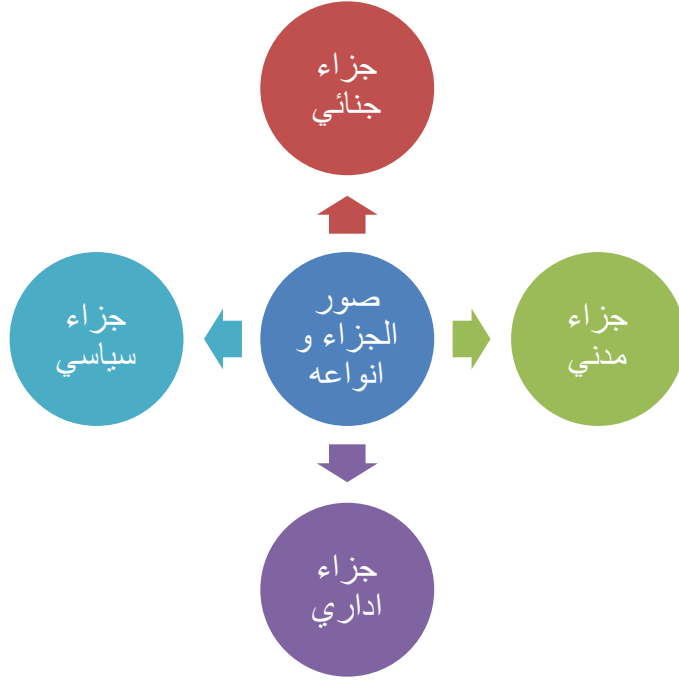 جزاء
جنائي
صور
الجزاء و
انواعه
جزاء
مدني
جزاء
سياسي
جزاء
اداري